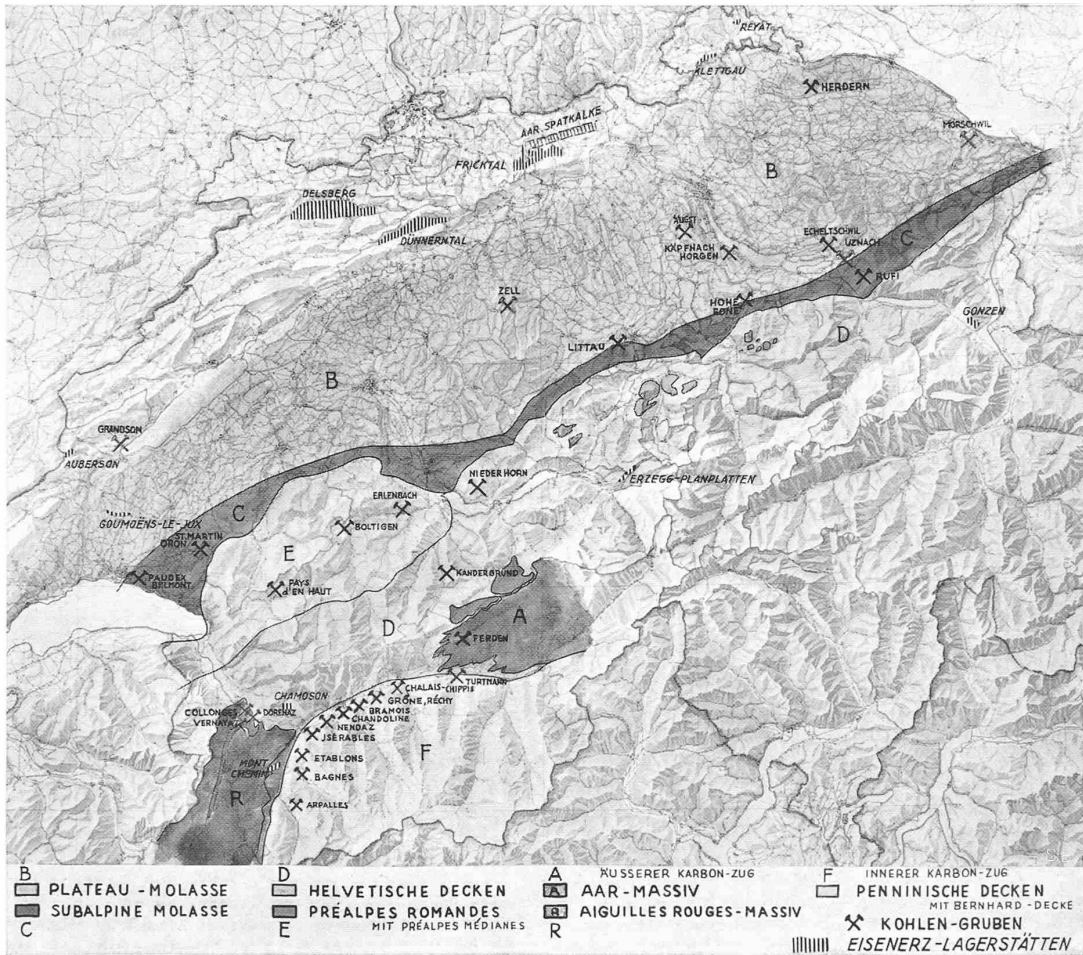 REYAT
KLETTGAU
HERDERN
AAR. SPATKALKE
MÖRSCHWIL
FRICKTAL
B
DELSBERG
ÄUGST
ECHELTSCHWIL
C
DÜNNERNTAL
KÄPFNACH
HORGEN
UZNACH
RUFI
ZELL
HOHE
RONE
GONZEN
D
LITTAU
B
GRANDSON
AUBERSON
NIEDERHORN
ERZEGG-PLANPLATTEN
ERLENBACH
C
GOUMOËNS-LE-JUX
BOLTIGEN
ST. MARTIN
ORON
E
PAUDEX
BELMONT
KANDERGRUND
PAYS
d'EN HAUT
A
D
FERDEN
TURTMANN
CHALAIS-CHIPPIS
CHAMOSON
GRÔNE, RÉCHY
COLLONGES
DORÉNAZ
BRAMOIS
VERNAYAZ
CHANDOLINE
NENDAZ
JSÉRABLES
F
ETABLONS
MONT
CHEMIN
BAGNES
R
ARPALLES
B
PLATEAU-MOLASSE
SUBALPINE MOLASSE
C
D
HELVETISCHE DECKEN
PRÉALPES ROMANDES
MIT PRÉALPES MÉDIANES
E
A ÄUSSERER KARBON-ZUG
A AAR-MASSIV
R AIGUILLES ROUGES-MASSIV
R
F INNERER KARBON-ZUG
PENNINISCHE DECKEN
MIT BERNHARD-DECKE
KOHLEN-GRUBEN
EISENERZ-LAGERSTÄTTEN